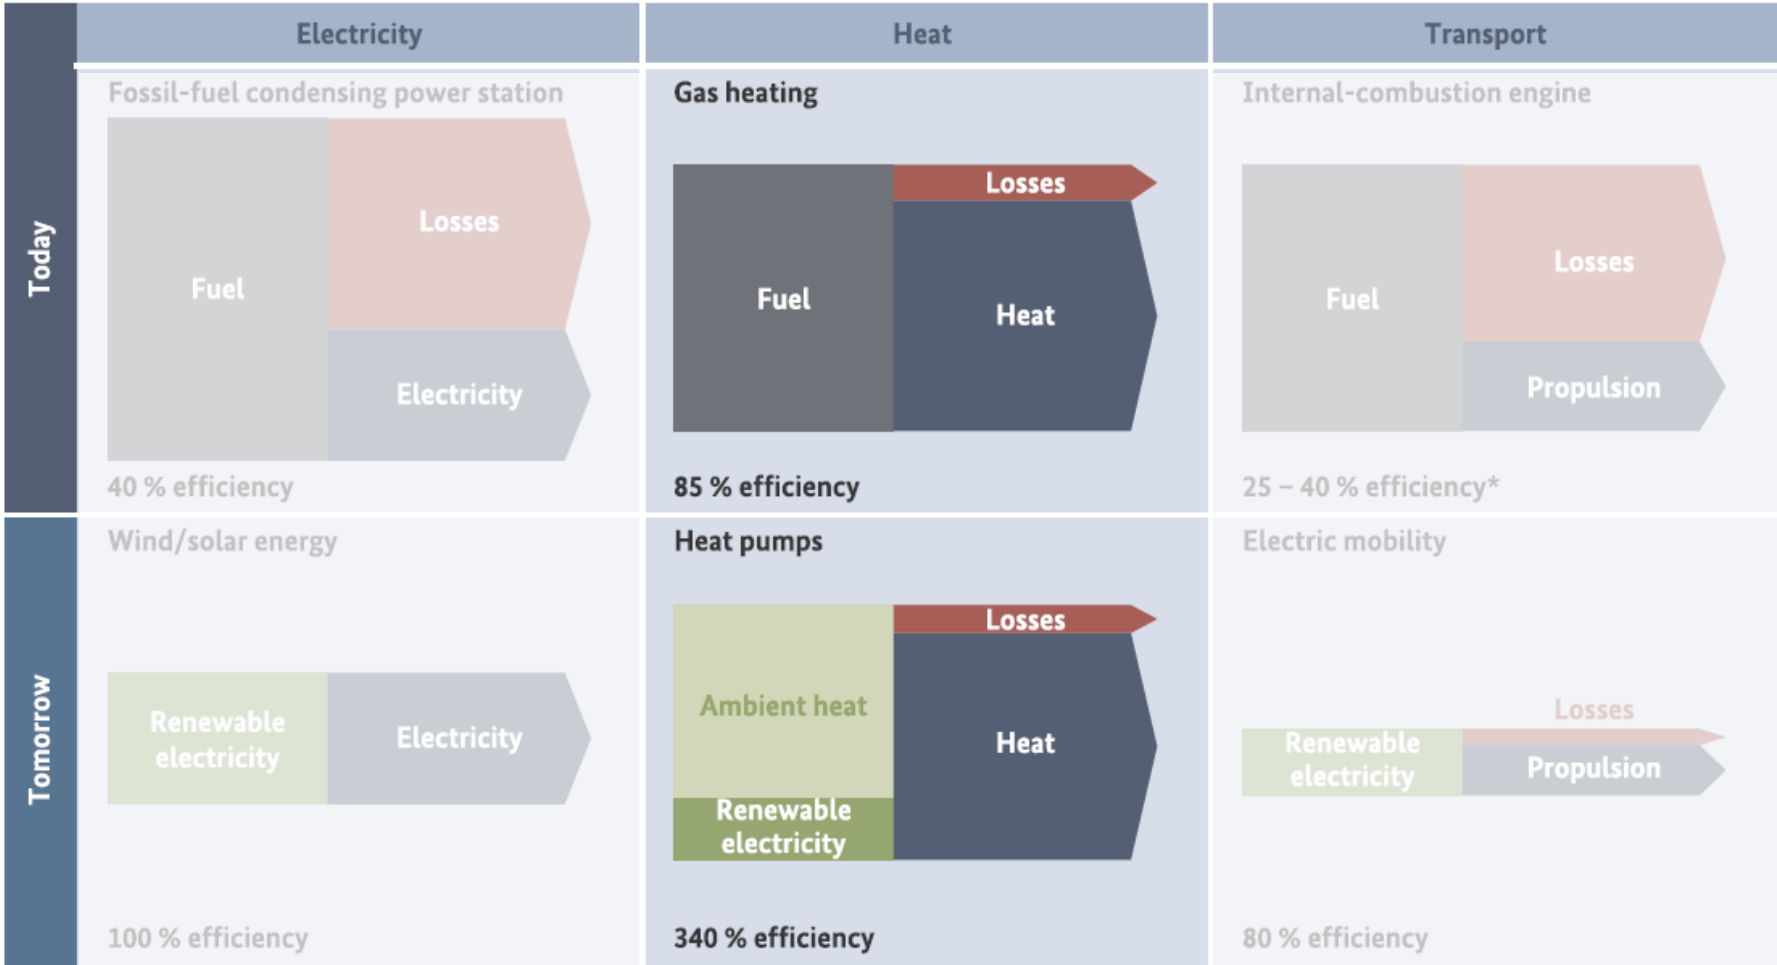 Electricity
Heat
Transport
Today
Fossil-fuel condensing power station
Fuel
Losses
Electricity
40 % efficiency
Gas heating
Fuel
Losses
Heat
85 % efficiency
Internal-combustion engine
Fuel
Losses
Propulsion
25 – 40 % efficiency*
Tomorrow
Wind/solar energy
Renewable
electricity
Electricity
100 % efficiency
Heat pumps
Ambient heat
Renewable
electricity
Losses
Heat
340 % efficiency
Electric mobility
Renewable
electricity
Losses
Propulsion
80 % efficiency